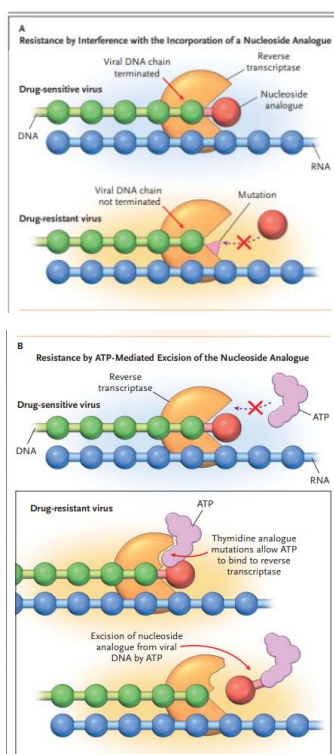 A
Resistance by Interference with the Incorporation of a Nucleoside Analogue
Viral DNA chain
terminated
Reverse
transcriptase
Drug-sensitive virus
Nucleoside
analogue
DNA
RNA
Viral DNA chain
not terminated
Mutation
Drug-resistant virus
B
Resistance by ATP-Mediated Excision of the Nucleoside Analogue
Reverse
transcriptase
Drug-sensitive virus
ATP
DNA
RNA
Drug-resistant virus
ATP
Thymidine analogue
mutations allow ATP
to bind to reverse
transcriptase
Excision of nucleoside
analogue from viral
DNA by ATP